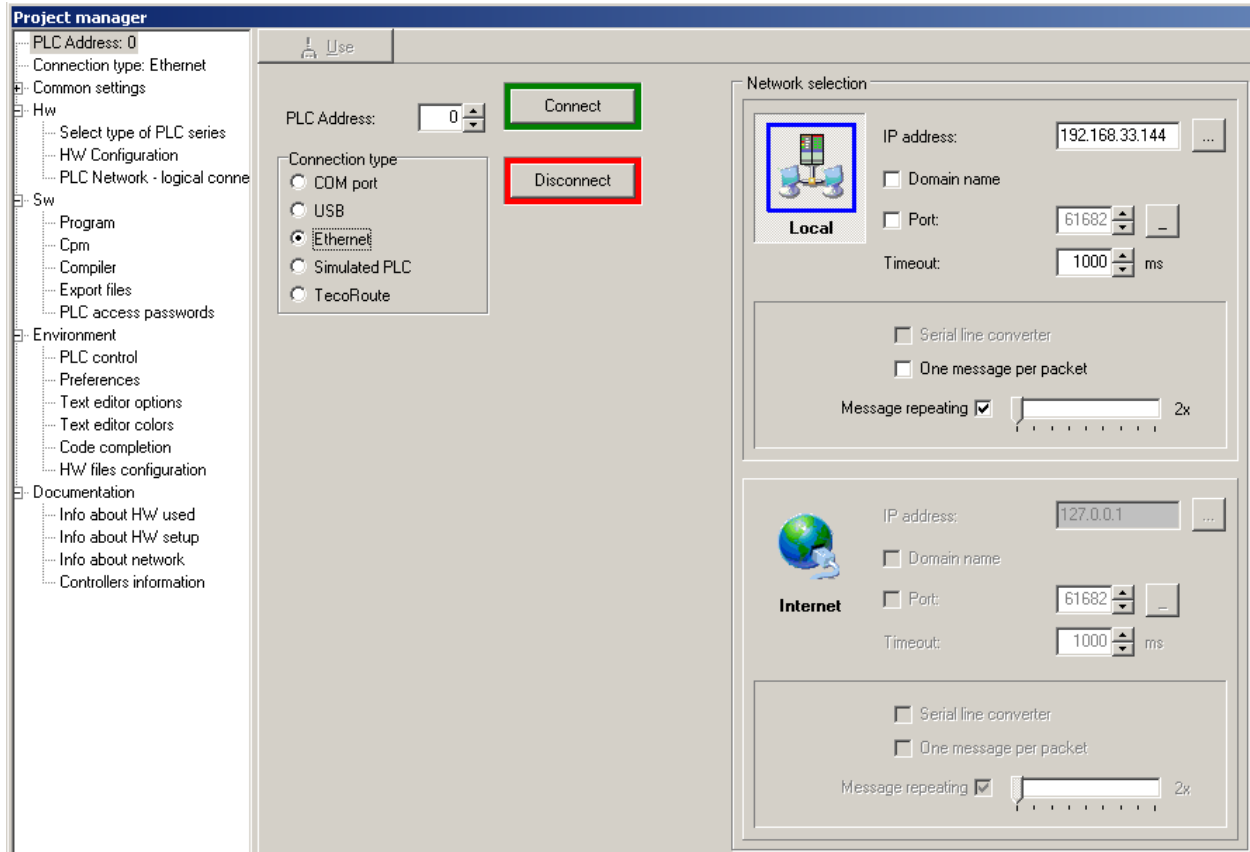 Project manager
PLC Address: 0
Connection type: Ethernet
Common settings
Hw
Select type of PLC series
HW Configuration
PLC Network - logical conne
Sw
Program
Cpm
Compiler
Export files
PLC access passwords
Environment
PLC control
Preferences
Text editor options
Text editor colors
Code completion
HW files configuration
Documentation
Info about HW used
Info about HW setup
Info about network
Controllers information
Use
PLC Address: 0
Connect
Disconnect
Connection type
COM port
USB
Ethernet
Simulated PLC
TecoRoute
Network selection
Local
IP address: 192.168.33.144 ...
Domain name
Port: 61682 _
Timeout: 1000 ms
Serial line converter
One message per packet
Message repeating 2x
Internet
IP address: 127.0.0.1 ...
Domain name
Port: 61682 _
Timeout: 1000 ms
Serial line converter
One message per packet
Message repeating 2x